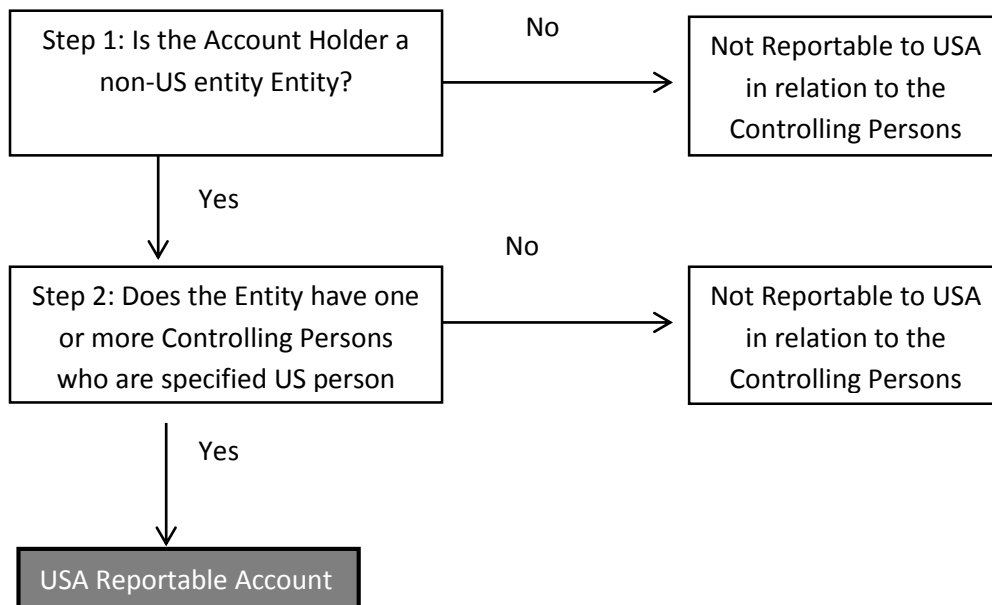 Step 1: Is the Account Holder a
non-US entity Entity?
No
Not Reportable to USA
in relation to the
Controlling Persons
Yes
Step 2: Does the Entity have one
or more Controlling Persons
who are specified US person
No
Not Reportable to USA
in relation to the
Controlling Persons
Yes
USA Reportable Account